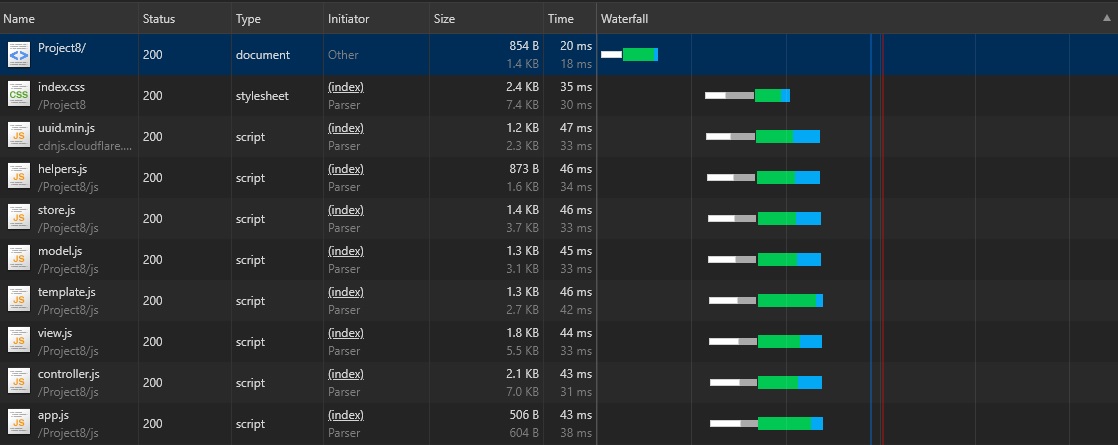 Name Status Type Initiator Size Time Waterfall
Project8/ 200 document Other 854 B 20 ms
1.4 KB 18 ms
index.css 200 stylesheet (index) 2.4 KB 35 ms
CSS /Project8 Parser 7.4 KB 30 ms
uuid.min.js 200 script (index) 1.2 KB 47 ms
JS cdnjs.cloudflare.... Parser 2.3 KB 33 ms
helpers.js 200 script (index) 873 B 46 ms
JS /Project8/js Parser 1.6 KB 34 ms
store.js 200 script (index) 1.4 KB 46 ms
JS /Project8/js Parser 3.7 KB 33 ms
model.js 200 script (index) 1.3 KB 45 ms
JS /Project8/js Parser 3.1 KB 33 ms
template.js 200 script (index) 1.3 KB 46 ms
JS /Project8/js Parser 2.7 KB 42 ms
view.js 200 script (index) 1.8 KB 44 ms
JS /Project8/js Parser 5.5 KB 33 ms
controller.js 200 script (index) 2.1 KB 43 ms
JS /Project8/js Parser 7.0 KB 31 ms
app.js 200 script (index) 506 B 43 ms
JS /Project8/js Parser 604 B 38 ms